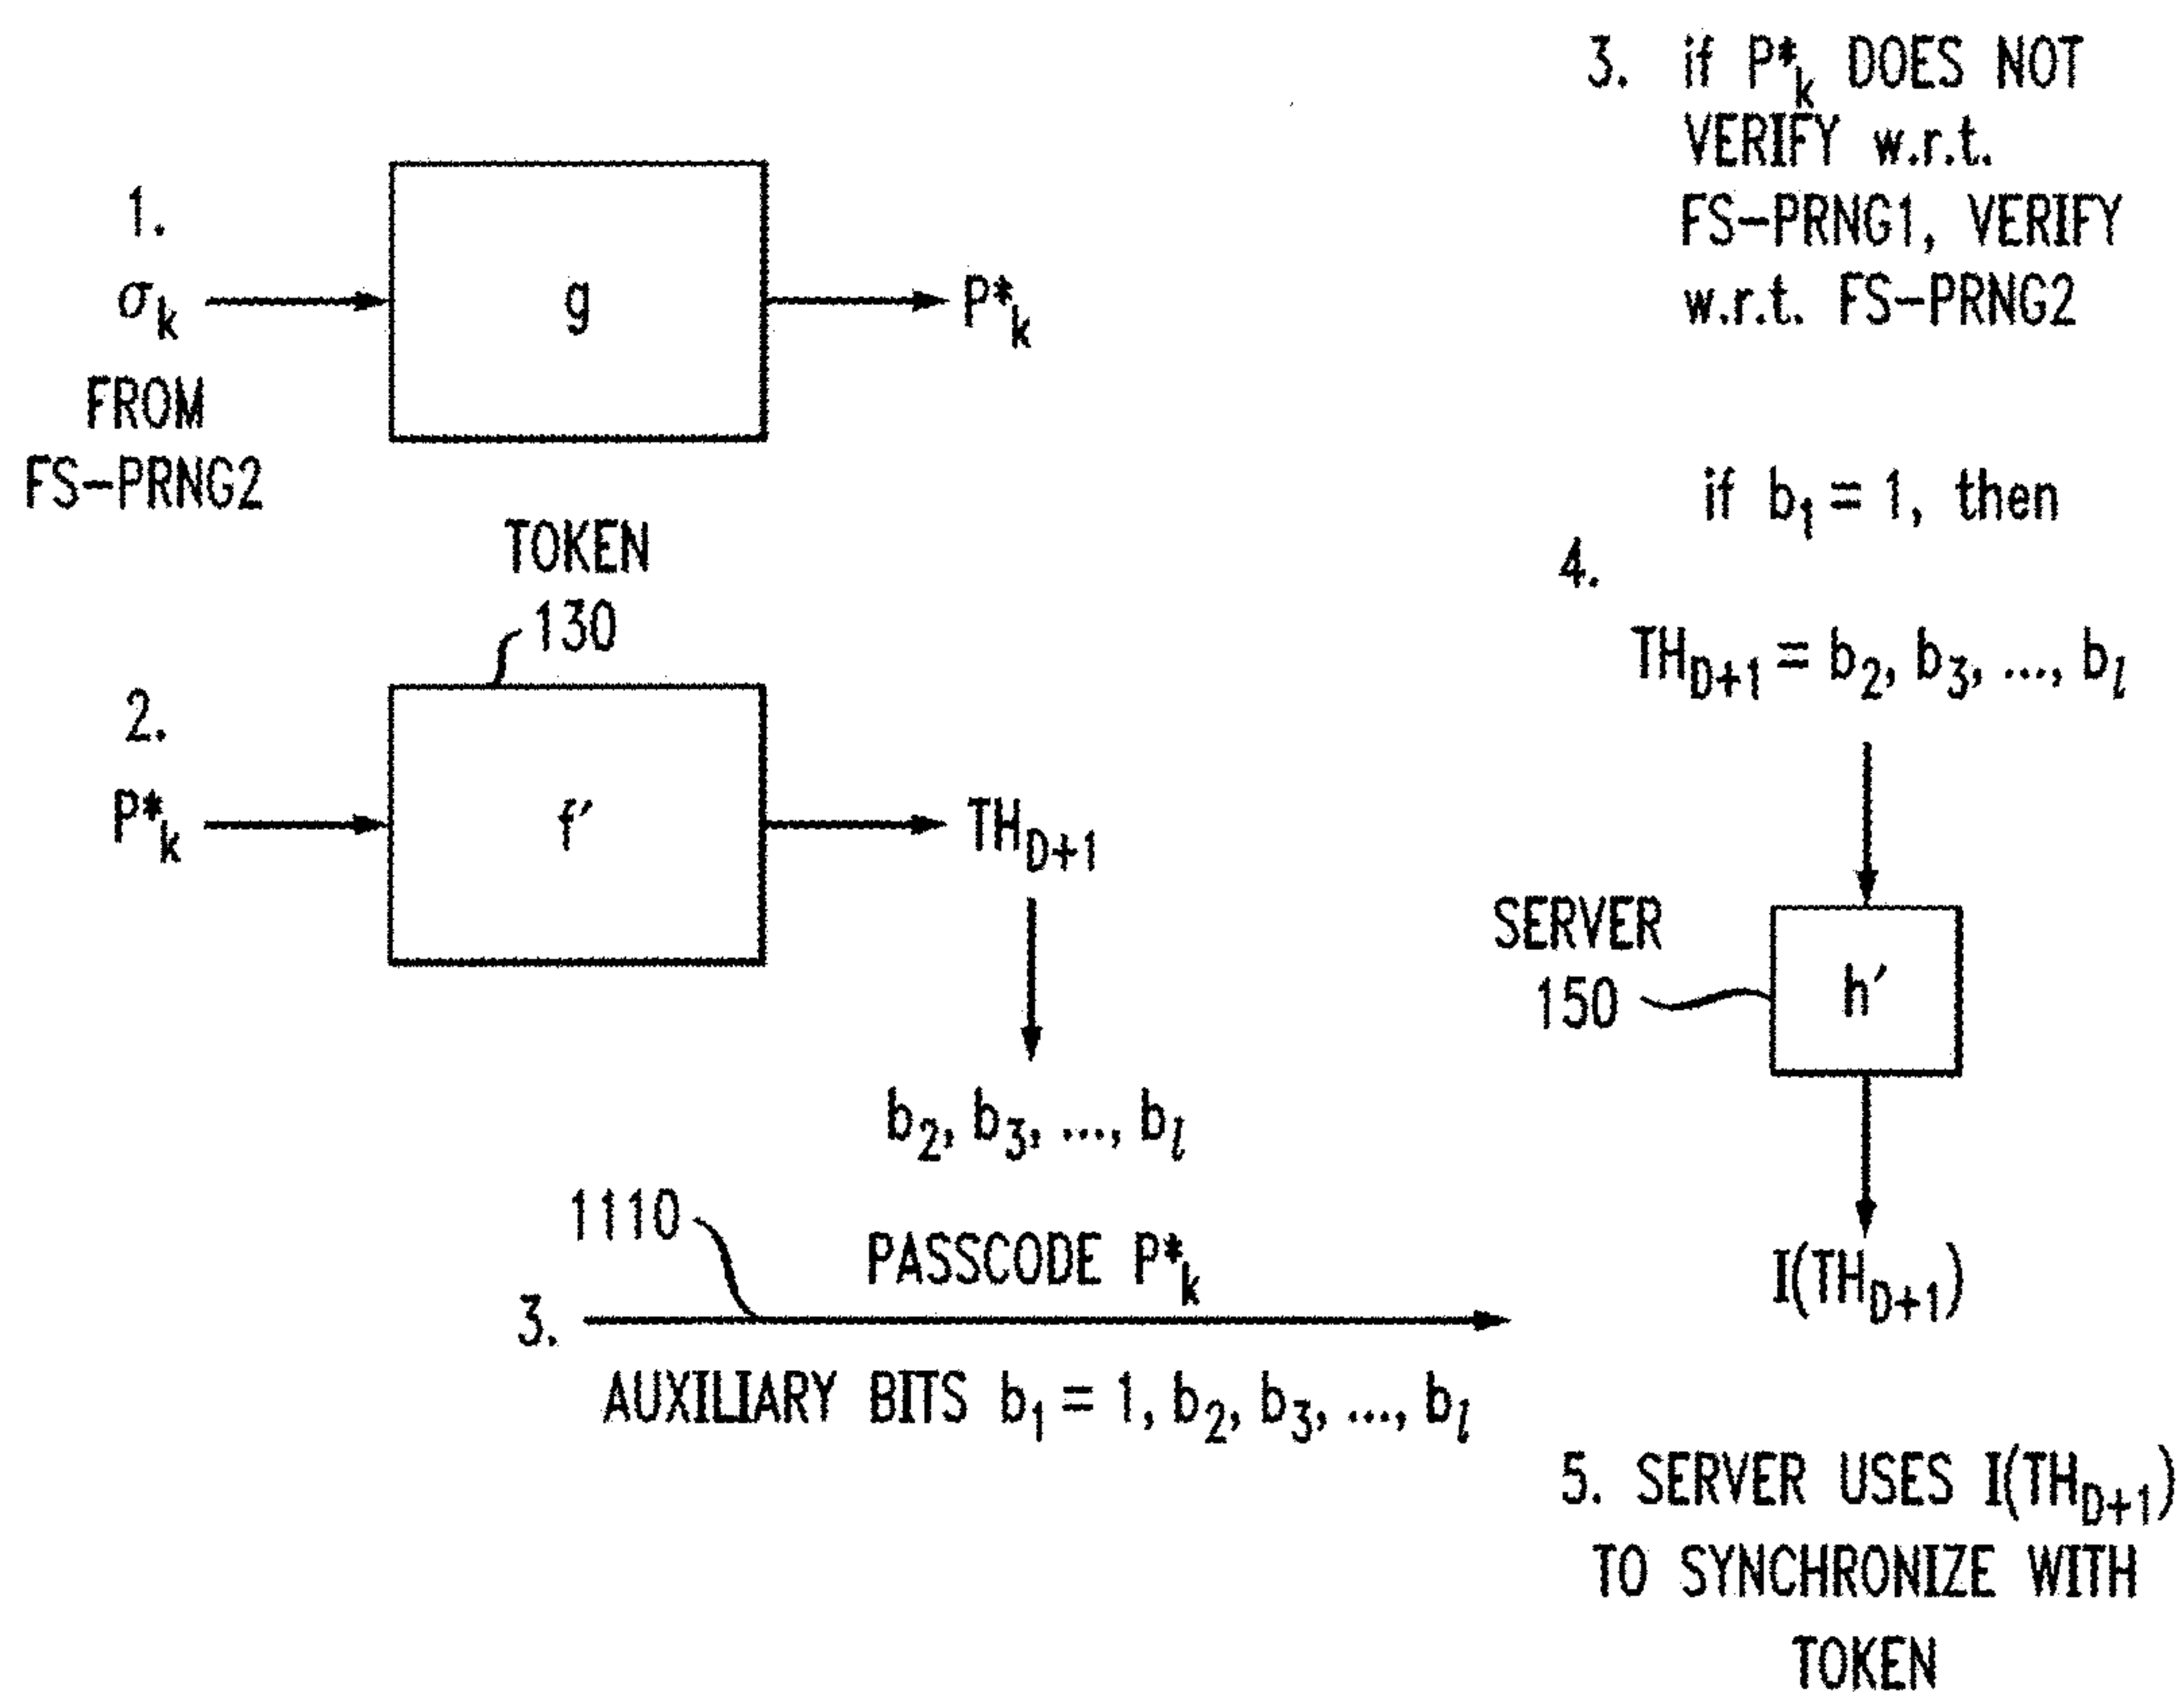 1.
σk
g
P*k
FROM
FS-PRNG2
TOKEN
130
2.
P*k
f′
THD+1
b2, b3, ..., bl
1110
PASSCODE P*k
3.
AUXILIARY BITS b1 = 1, b2, b3, ..., bl
3. if P*k DOES NOT
VERIFY w.r.t.
FS-PRNG1, VERIFY
w.r.t. FS-PRNG2
if b1 = 1, then
4.
THD+1 = b2, b3, ..., bl
SERVER
150
h′
I(THD+1)
5. SERVER USES I(THD+1)
TO SYNCHRONIZE WITH
TOKEN